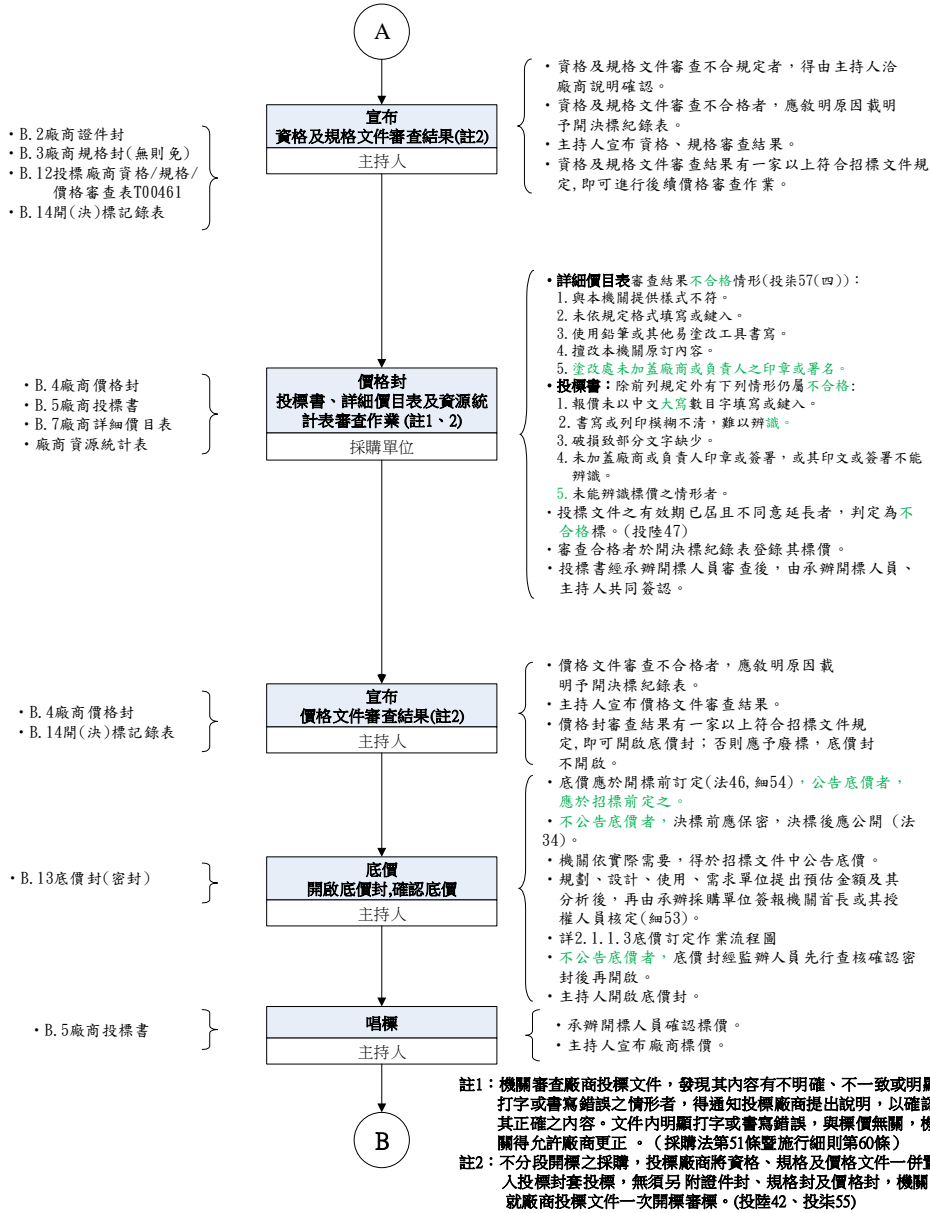 A
宣布
資格及規格文件審查結果(註2)
主持人
・B.2廠商證件封
・B.3廠商規格封(無則免)
・B.12投標廠商資格/規格/
價格審查表T00461
・B.14開(決)標記錄表
・資格及規格文件審查不合規定者，得由主持人洽
廠商說明確認。
・資格及規格文件審查不合格者，應敘明原因載明
予開決標紀錄表。
・主持人宣布資格、規格審查結果。
・資格及規格文件審查結果有一家以上符合招標文件規
定,即可進行後續價格審查作業。
・B.4廠商價格封
・B.5廠商投標書
・B.7廠商詳細價目表
・廠商資源統計表
價格封
投標書、詳細價目表及資源統
計表審查作業 (註1、2)
採購單位
・詳細價目表審查結果不合格情形(投柒57(四))：
1.與本機關提供樣式不符。
2.未依規定格式填寫或鍵入。
3.使用鉛筆或其他易塗改工具書寫。
4.擅改本機關原訂內容。
5.塗改處未加蓋廠商或負責人之印章或署名。
・投標書：除前列規定外有下列情形仍屬不合格:
1.報價未以中文大寫數目字填寫或鍵入。
2.書寫或列印模糊不清，難以辨識。
3.破損致部分文字缺少。
4.未加蓋廠商或負責人印章或簽署，或其印文或簽署不能
辨識。
5.未能辨識標價之情形者。
・投標文件之有效期已屆且不同意延長者，判定為不
合格標。(投陸47)
・審查合格者於開決標紀錄表登錄其標價。
・投標書經承辦開標人員審查後，由承辦開標人員、
主持人共同簽認。
・B.4廠商價格封
・B.14開(決)標記錄表
宣布
價格文件審查結果(註2)
主持人
・價格文件審查不合格者，應敘明原因載
明予開決標紀錄表。
・主持人宣布價格文件審查結果。
・價格封審查結果有一家以上符合招標文件規
定,即可開啟底價封；否則應予廢標，底價封
不開啟。
・B.13底價封(密封)
底價
開啟底價封,確認底價
主持人
・底價應於開標前訂定(法46,細54)，公告底價者，
應於招標前定之。
・不公告底價者，決標前應保密，決標後應公開 (法
34)。
・機關依實際需要，得於招標文件中公告底價。
・規劃、設計、使用、需求單位提出預估金額及其
分析後，再由承辦採購單位簽報機關首長或其授
權人員核定(細53)。
・詳2.1.1.3底價訂定作業流程圖
・不公告底價者，底價封經監辦人員先行查核確認密
封後再開啟。
・主持人開啟底價封。
・B.5廠商投標書
唱標
主持人
・承辦開標人員確認標價。
・主持人宣布廠商標價。
B
註1：機關審查廠商投標文件，發現其內容有不明確、不一致或明顯
打字或書寫錯誤之情形者，得通知投標廠商提出說明，以確認
其正確之內容。文件內明顯打字或書寫錯誤，與標價無關，機
關得允許廠商更正 。（採購法第51條暨施行細則第60條）
註2：不分段開標之採購，投標廠商將資格、規格及價格文件一併置
入投標封套投標，無須另 附證件封、規格封及價格封，機關
就廠商投標文件一次開標審標。(投陸42、投柒55)